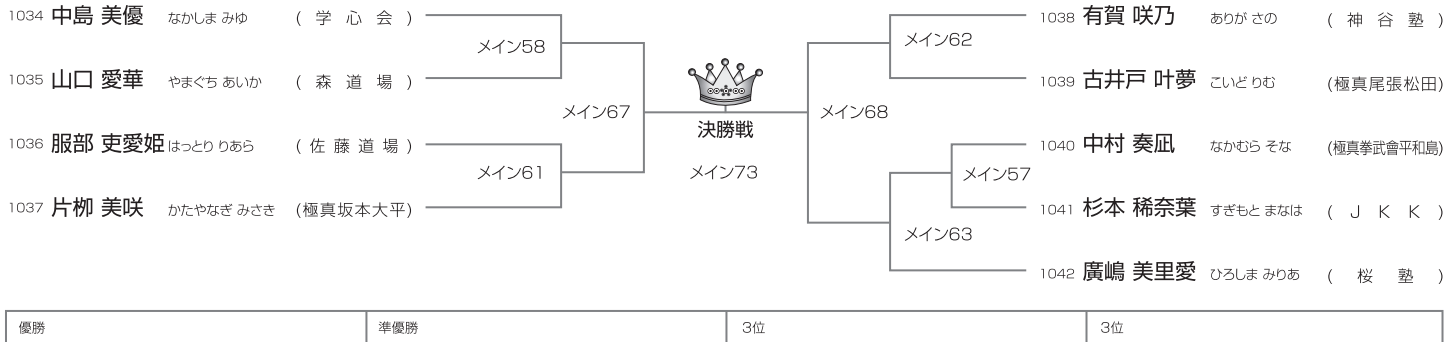 1034 中島 美優 なかしま みゆ (学心会)
メイン58
1035 山口 愛華 やまぐち あいか (森道場)
メイン67
1036 服部 吏愛姫 はっとり りあら (佐藤道場)
メイン61
1037 片栁 美咲 かたやなぎ みさき (極真坂本大平)
決勝戦
メイン73
1038 有賀 咲乃 ありが さの (神谷塾)
メイン62
1039 古井戸 叶夢 こいど りむ (極真尾張松田)
メイン68
1040 中村 奏凪 なかむら そな (極真拳武會平和島)
メイン57
1041 杉本 稀奈葉 すぎもと まなは (JKK)
メイン63
1042 廣嶋 美里愛 ひろしま みりあ (桜塾)
優勝 準優勝 3位 3位